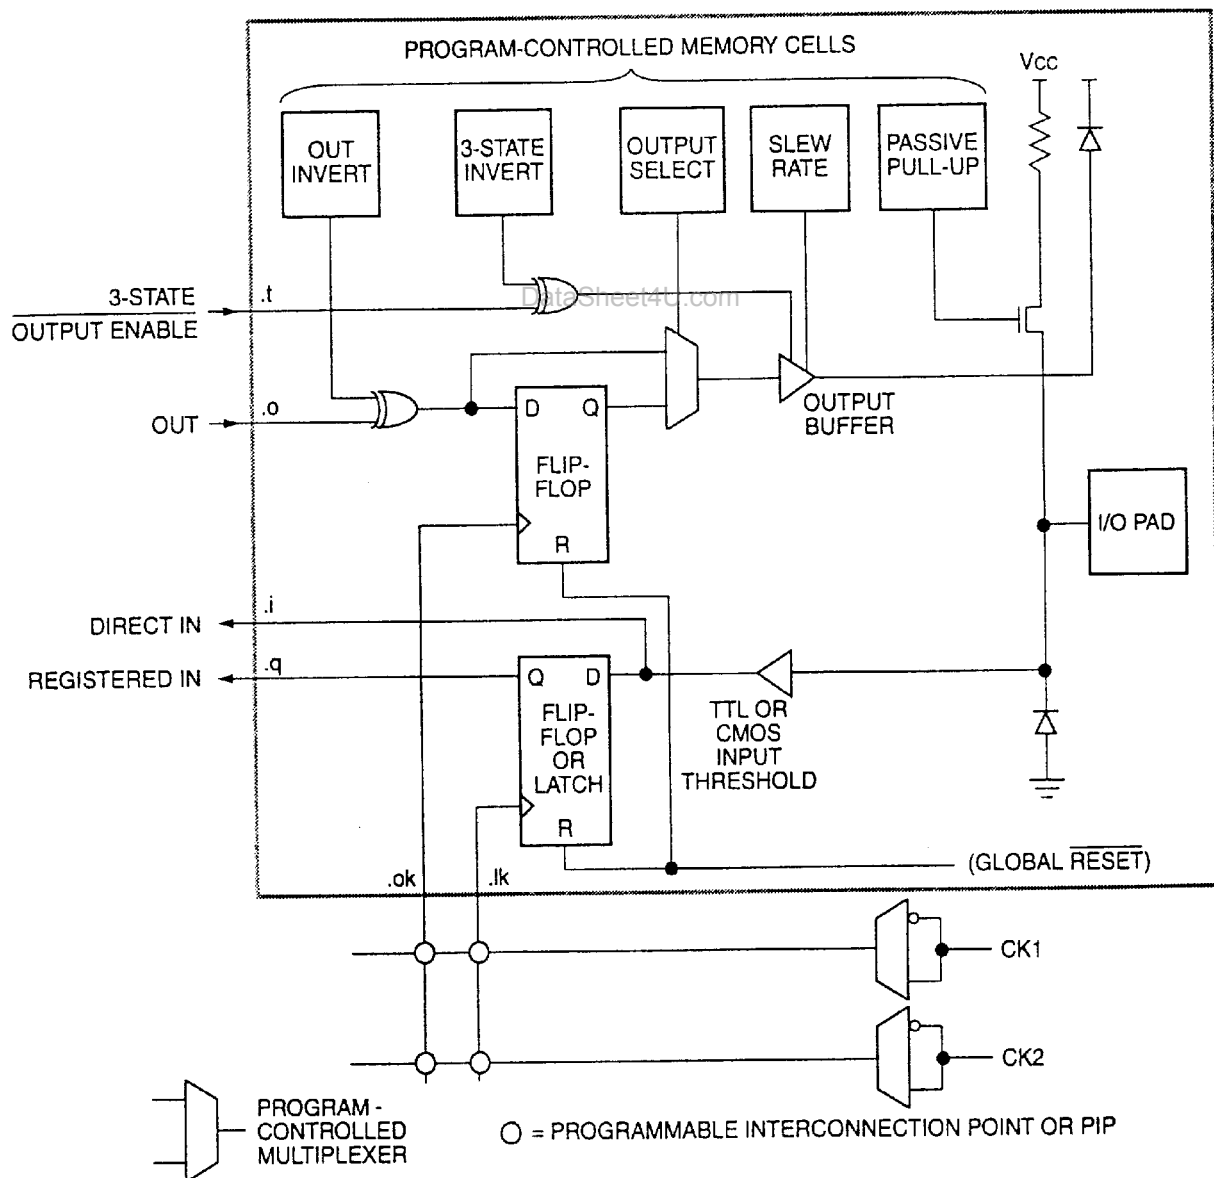 PROGRAM-CONTROLLED MEMORY CELLS
Vcc
OUT
INVERT
3-STATE
INVERT
OUTPUT
SELECT
SLEW
RATE
PASSIVE
PULL-UP
3-STATE
OUTPUT ENABLE
.t
DataSheet4U.com
OUT
.o
D Q
FLIP-
FLOP
R
OUTPUT
BUFFER
I/O PAD
DIRECT IN
.i
REGISTERED IN
.q
Q D
FLIP-
FLOP
OR
LATCH
R
TTL OR
CMOS
INPUT
THRESHOLD
.ok
.lk
(GLOBAL RESET)
CK1
CK2
PROGRAM -
CONTROLLED
MULTIPLEXER
= PROGRAMMABLE INTERCONNECTION POINT OR PIP